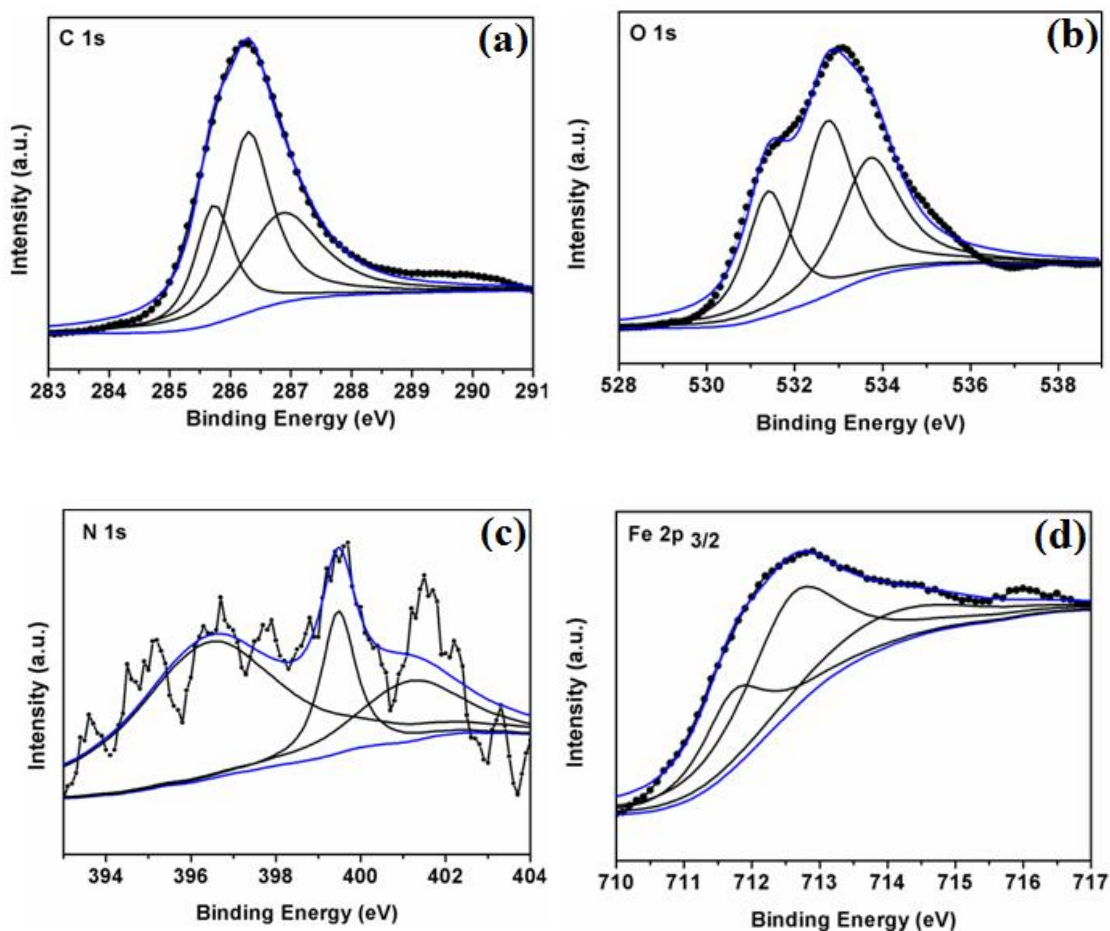 C 1s
(a)
Intensity (a.u.)
283 284 285 286 287 288 289 290 291
Binding Energy (eV)
O 1s
(b)
Intensity (a.u.)
528 530 532 534 536 538
Binding Energy (eV)
N 1s
(c)
Intensity (a.u.)
394 396 398 400 402 404
Binding Energy (eV)
Fe 2p 3/2
(d)
Intensity (a.u.)
710 711 712 713 714 715 716 717
Binding Energy (eV)